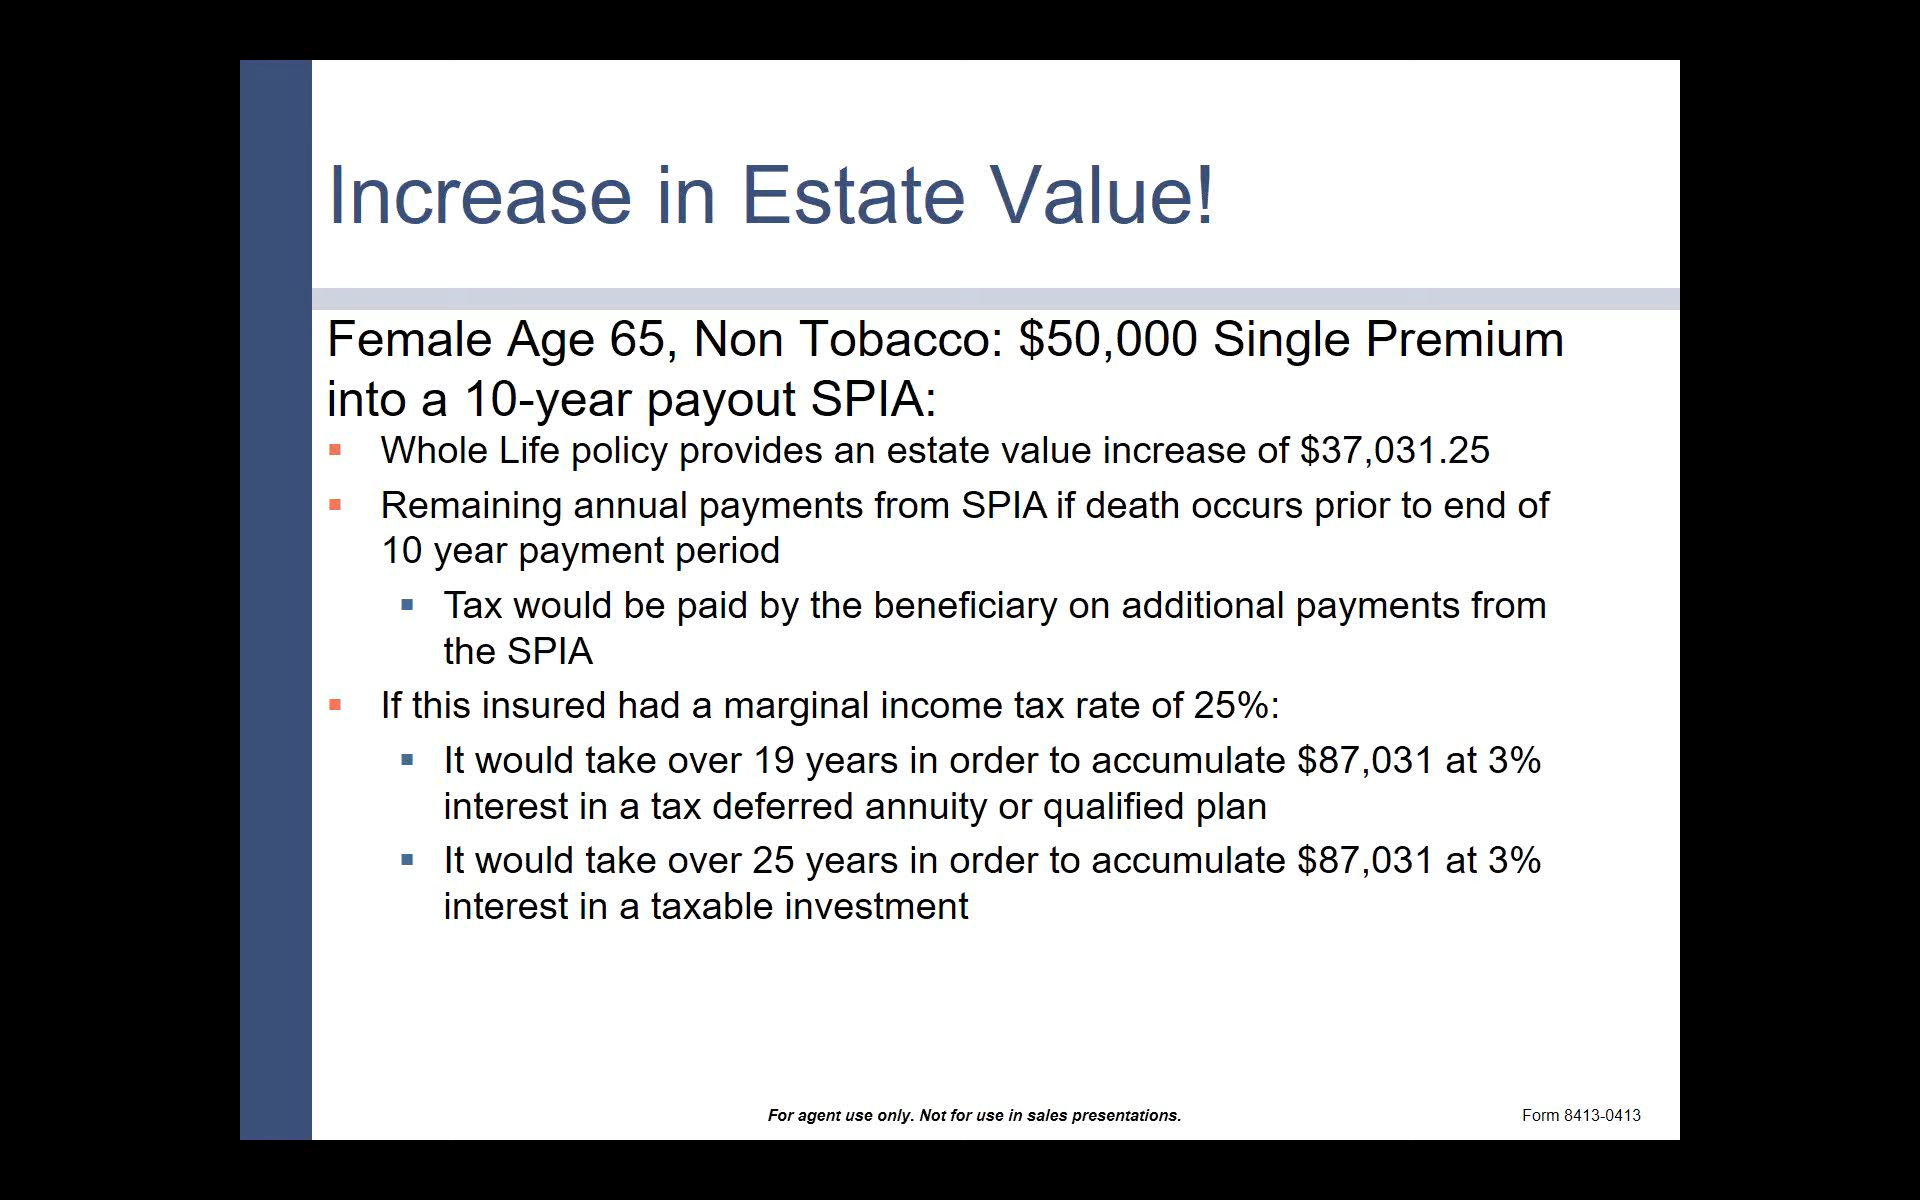 Increase in Estate Value!
Female Age 65, Non Tobacco: $50,000 Single Premium
into a 10-year payout SPIA:
Whole Life policy provides an estate value increase of $37,031.25
Remaining annual payments from SPIA if death occurs prior to end of
10 year payment period
Tax would be paid by the beneficiary on additional payments from
the SPIA
If this insured had a marginal income tax rate of 25%:
It would take over 19 years in order to accumulate $87,031 at 3%
interest in a tax deferred annuity or qualified plan
It would take over 25 years in order to accumulate $87,031 at 3%
interest in a taxable investment
For agent use only. Not for use in sales presentations.
Form 8413-0413